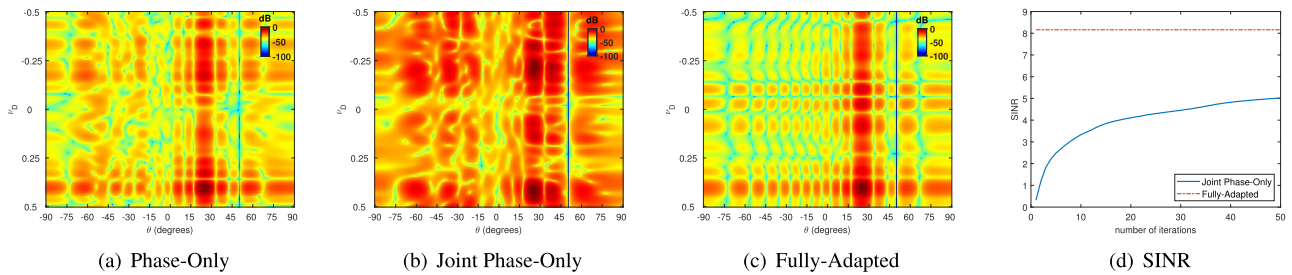 -0.5
-0.25
0
0.25
0.5
ν_D
dB
0
-50
-100
-90 -75 -60 -45 -30 -15 0 15 30 45 60 75 90
θ (degrees)
(a) Phase-Only
-0.5
-0.25
0
0.25
0.5
ν_D
dB
0
-50
-100
-90 -75 -60 -45 -30 -15 0 15 30 45 60 75 90
θ (degrees)
(b) Joint Phase-Only
-0.5
-0.25
0
0.25
0.5
ν_D
dB
0
-50
-100
-90 -75 -60 -45 -30 -15 0 15 30 45 60 75 90
θ (degrees)
(c) Fully-Adapted
9
8
7
6
5
4
3
2
1
0
SINR
Joint Phase-Only
Fully-Adapted
0 10 20 30 40 50
number of iterations
(d) SINR